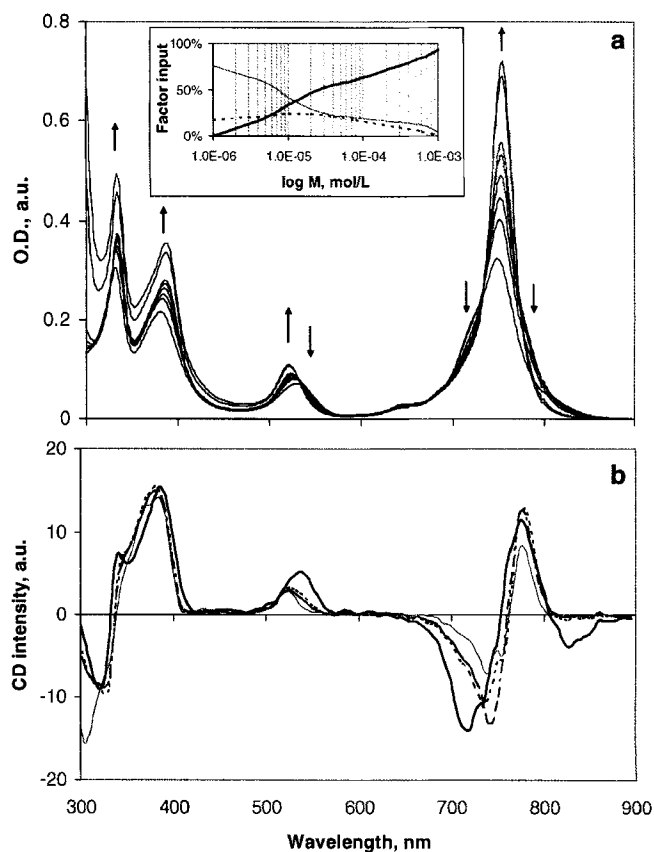 0.8
0.6
0.4
0.2
0
O.D., a.u.
a
100%
50%
0%
Factor input
1.0E-06 1.0E-05 1.0E-04 1.0E-03
log M, mol/L
20
10
0
-10
-20
CD intensity, a.u.
b
300 400 500 600 700 800 900
Wavelength, nm